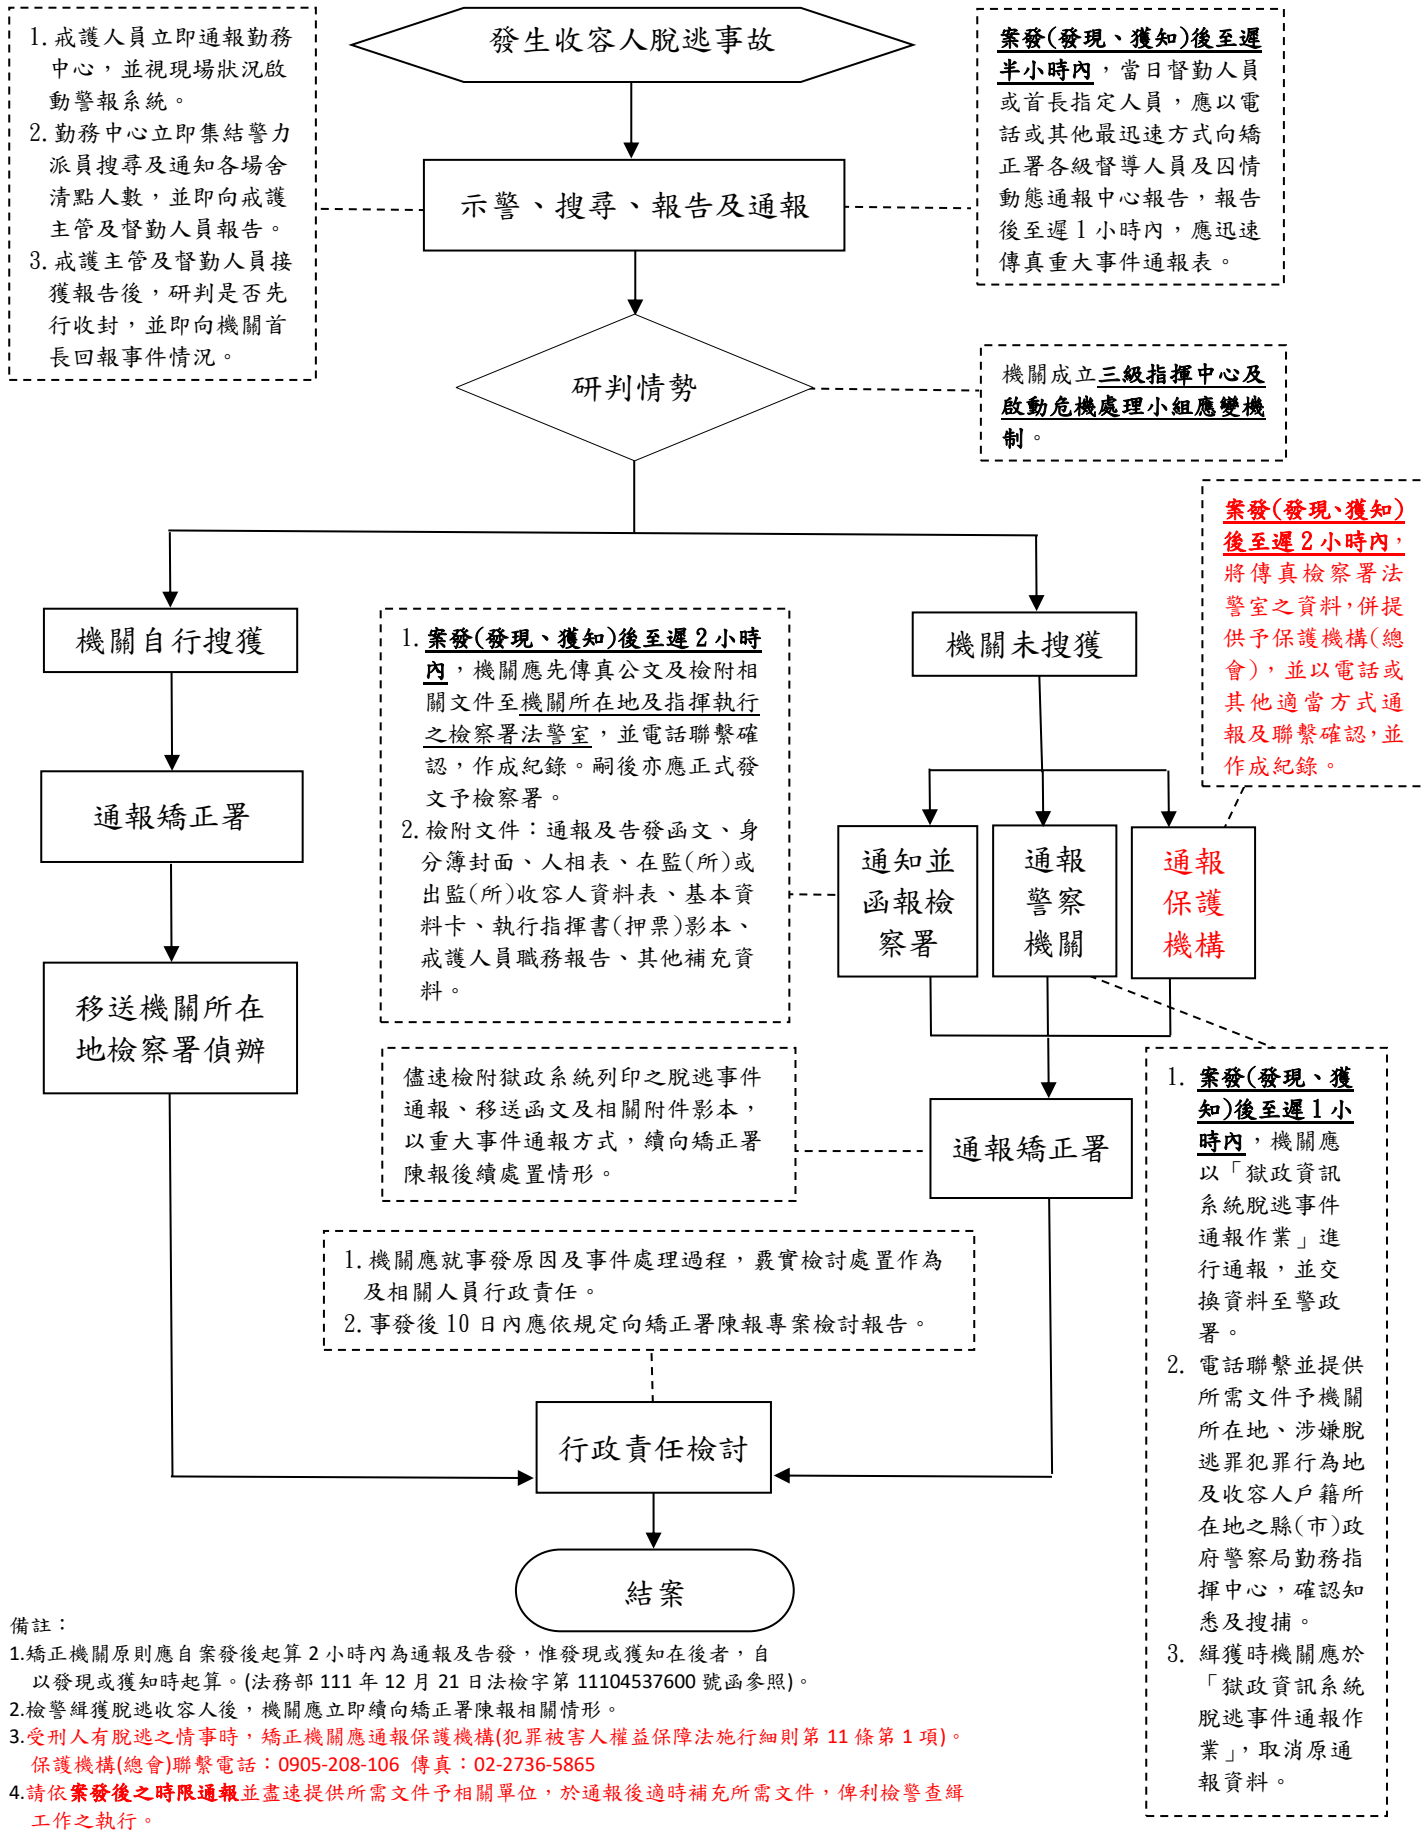 發生收容人脫逃事故
1.戒護人員立即通報勤務
中心，並視現場狀況啟
動警報系統。
2.勤務中心立即集結警力
派員搜尋及通知各場舍
清點人數，並即向戒護
主管及督勤人員報告。
3.戒護主管及督勤人員接
獲報告後，研判是否先
行收封，並即向機關首
長回報事件情況。
案發(發現、獲知)後至遲
半小時內，當日督勤人員
或首長指定人員，應以電
話或其他最迅速方式向矯
正署各級督導人員及囚情
動態通報中心報告，報告
後至遲1小時內，應迅速
傳真重大事件通報表。
示警、搜尋、報告及通報
研判情勢
機關成立三級指揮中心及
啟動危機處理小組應變機
制。
案發(發現、獲知)
後至遲2小時內，
將傳真檢察署法
警室之資料，併提
供予保護機構(總
會)，並以電話或
其他適當方式通
報及聯繫確認，並
作成紀錄。
機關自行搜獲
通報矯正署
移送機關所在
地檢察署偵辦
1.案發(發現、獲知)後至遲2小時
內，機關應先傳真公文及檢附相
關文件至機關所在地及指揮執行
之檢察署法警室，並電話聯繫確
認，作成紀錄。嗣後亦應正式發
文予檢察署。
2.檢附文件：通報及告發函文、身
分簿封面、人相表、在監(所)或
出監(所)收容人資料表、基本資
料卡、執行指揮書(押票)影本、
戒護人員職務報告、其他補充資
料。
機關未搜獲
通知並
函報檢
察署
通報
警察
機關
通報
保護
機構
儘速檢附獄政系統列印之脫逃事件
通報、移送函文及相關附件影本，
以重大事件通報方式，續向矯正署
陳報後續處置情形。
通報矯正署
1. 案發(發現、獲
知)後至遲1小
時內，機關應
以「獄政資訊
系統脫逃事件
通報作業」進
行通報，並交
換資料至警政
署。
2. 電話聯繫並提供
所需文件予機關
所在地、涉嫌脫
逃罪犯罪行為地
及收容人戶籍所
在地之縣(市)政
府警察局勤務指
揮中心，確認知
悉及搜捕。
3. 緝獲時機關應於
「獄政資訊系統
脫逃事件通報作
業」，取消原通
報資料。
1.機關應就事發原因及事件處理過程，覈實檢討處置作為
及相關人員行政責任。
2.事發後10日內應依規定向矯正署陳報專案檢討報告。
行政責任檢討
結案
備註：
1.矯正機關原則應自案發後起算 2 小時內為通報及告發，惟發現或獲知在後者，自
以發現或獲知時起算。(法務部 111 年 12 月 21 日法檢字第 11104537600 號函參照)。
2.檢警緝獲脫逃收容人後，機關應立即續向矯正署陳報相關情形。
3.受刑人有脫逃之情事時，矯正機關應通報保護機構(犯罪被害人權益保障法施行細則第 11 條第 1 項)。
保護機構(總會)聯繫電話：0905-208-106 傳真：02-2736-5865
4.請依案發後之時限通報並盡速提供所需文件予相關單位，於通報後適時補充所需文件，俾利檢警查緝
工作之執行。